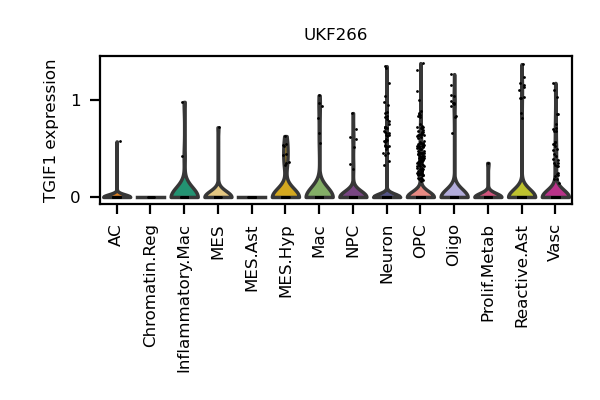 UKF266
TGIF1 expression
1
0
AC
Chromatin.Reg
Inflammatory.Mac
MES
MES.Ast
MES.Hyp
Mac
NPC
Neuron
OPC
Oligo
Prolif.Metab
Reactive.Ast
Vasc